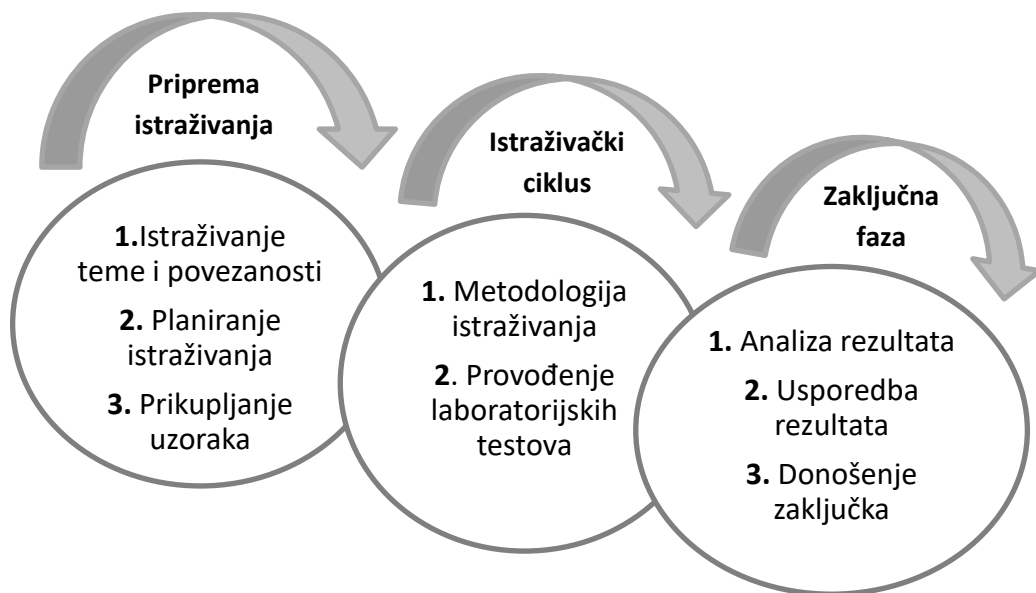 Priprema
istraživanja
1.Istraživanje
teme i povezanosti
2. Planiranje
istraživanja
3. Prikupljanje
uzoraka
Istraživački
ciklus
1. Metodologija
istraživanja
2. Provođenje
laboratorijskih
testova
Zaključna
faza
1. Analiza rezultata
2. Usporedba
rezultata
3. Donošenje
zaključka